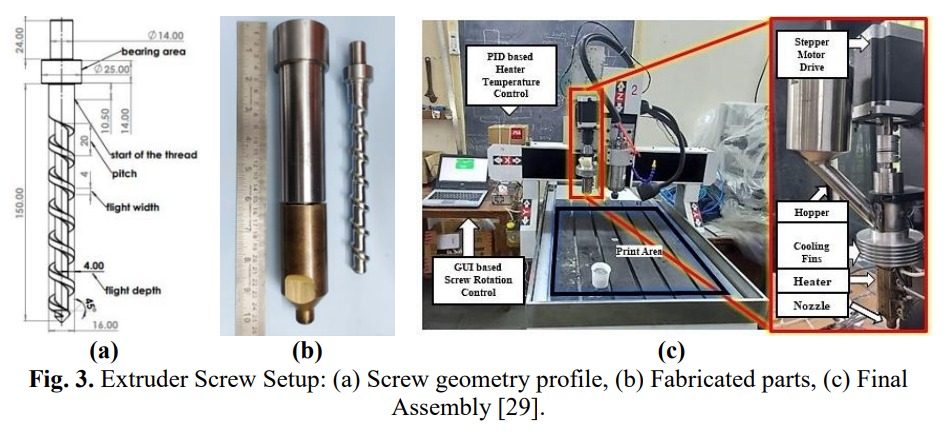 24.00
∅14.00
bearing area
∅25.00
10.50
14.00
start of the thread
20
pitch
4
flight width
150.00
4.00
flight depth
45°
16.00
(a)
(b)
PID based
Heater
Temperature
Control
Z
2
X
X
GUI based
Screw Rotation
Control
Print Area
Stepper
Motor
Drive
Hopper
Cooling
Fins
Heater
Nozzle
(c)
Fig. 3. Extruder Screw Setup: (a) Screw geometry profile, (b) Fabricated parts, (c) Final
Assembly [29].